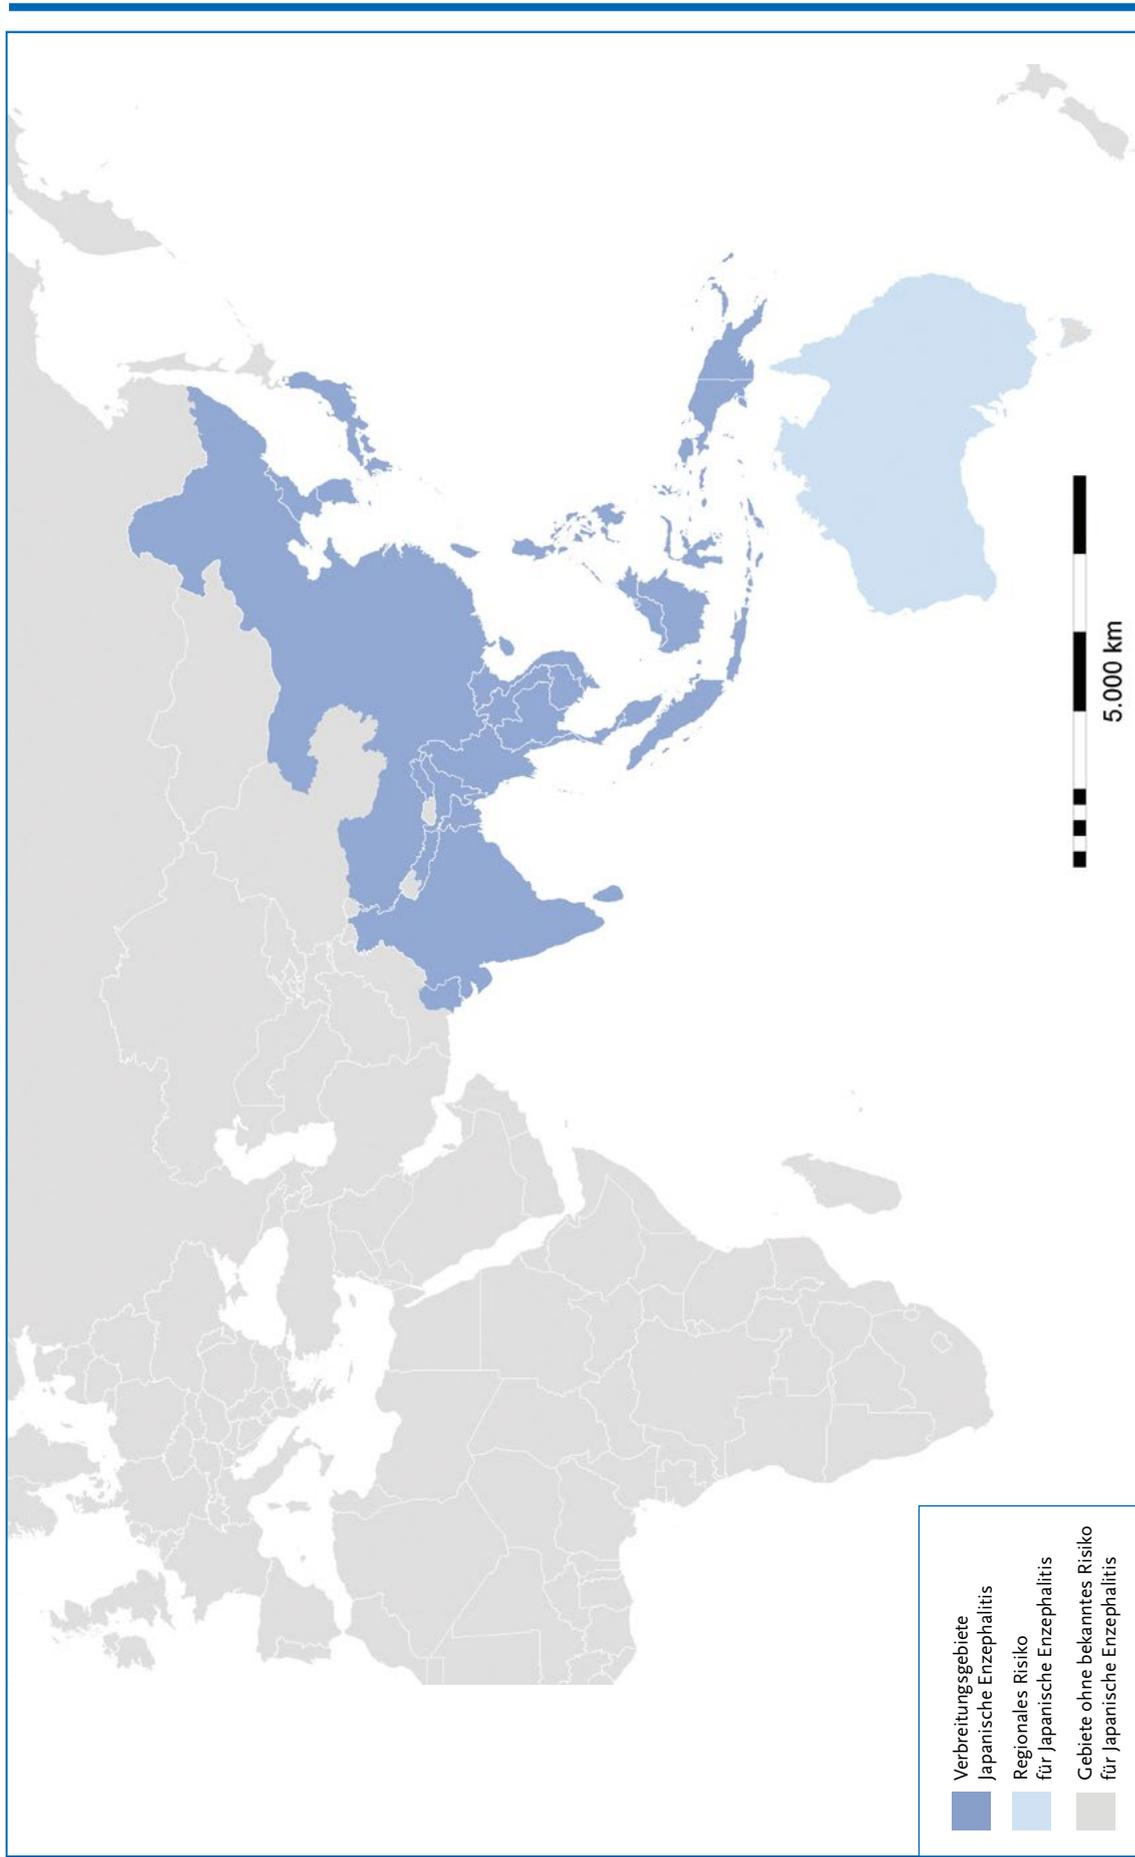 5.000 km
Verbreitungsgebiete
Japanische Enzephalitis
Regionales Risiko
für Japanische Enzephalitis
Gebiete ohne bekanntes Risiko
für Japanische Enzephalitis